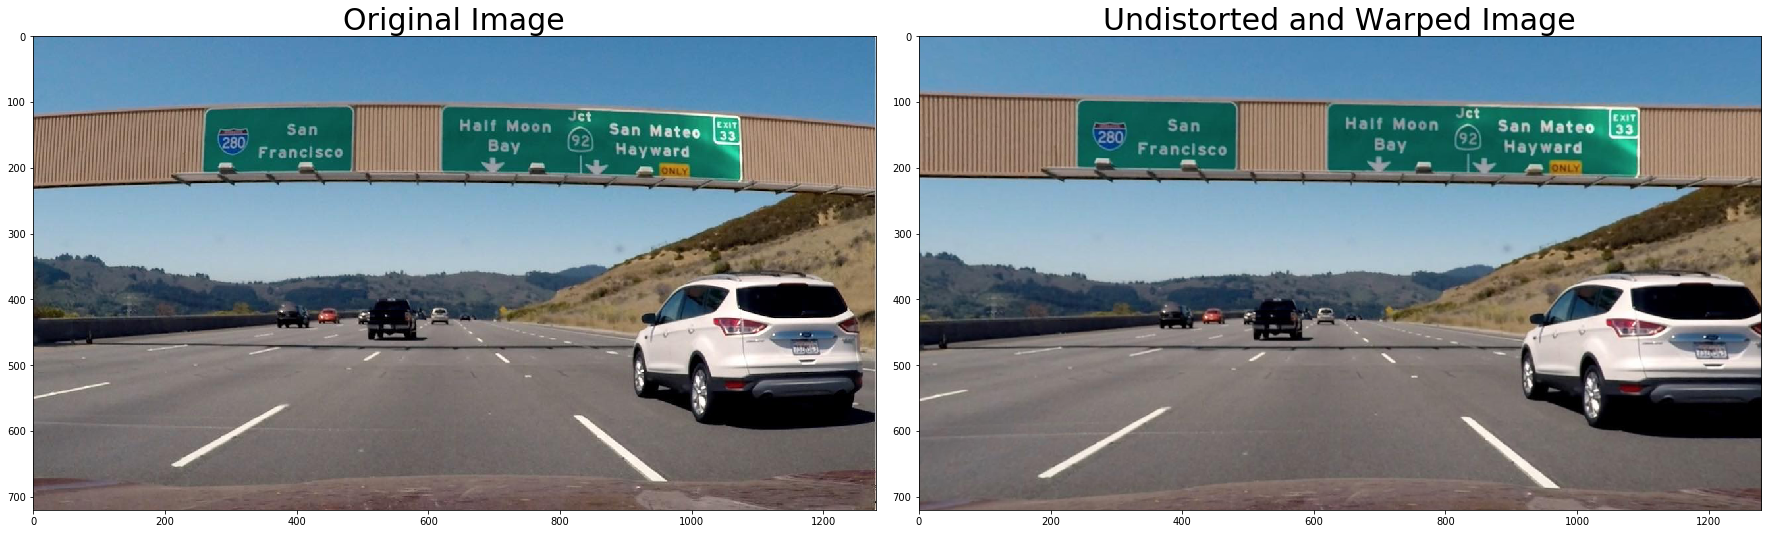 Original Image
Undistorted and Warped Image
0
100
200
300
400
500
600
700
0
200
400
600
800
1000
1200
280
San
Francisco
Half Moon
Bay
Jct
92
San Mateo
Hayward
EXIT
33
ONLY
0
100
200
300
400
500
600
700
0
200
400
600
800
1000
1200
280
San
Francisco
Half Moon
Bay
Jct
92
San Mateo
Hayward
EXIT
33
ONLY